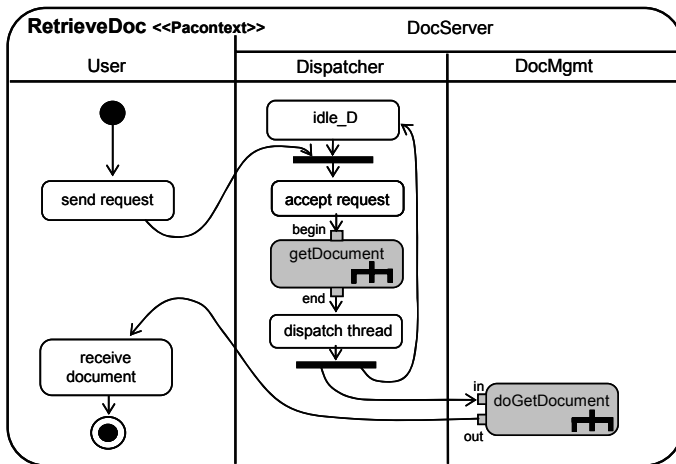 RetrieveDoc <<Pacontext>>
DocServer
User
Dispatcher
DocMgmt
idle_D
send request
accept request
begin
getDocument
end
dispatch thread
receive
document
in
doGetDocument
out